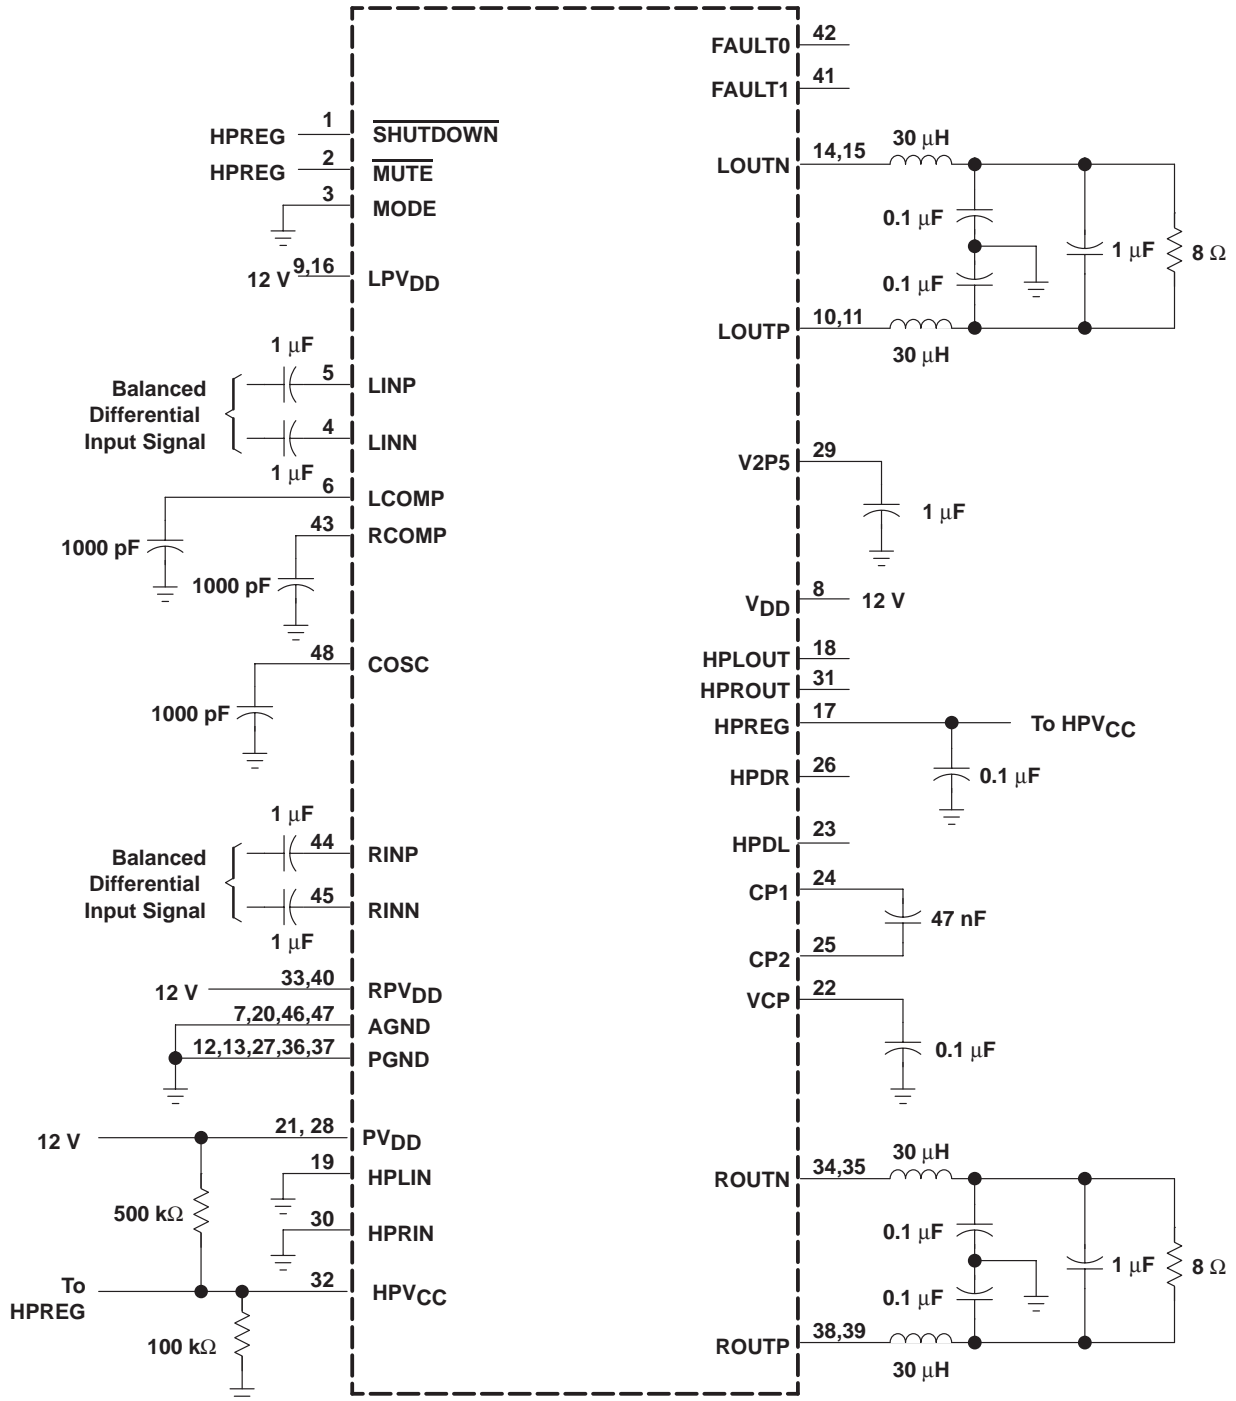 FAULT0 42
FAULT1 41
HPREG 1 SHUTDOWN
HPREG 2 MUTE
3 MODE
12 V 9,16 LPVDD
LOUTN 14,15 30 μH
0.1 μF
0.1 μF
1 μF 8 Ω
LOUTP 10,11
30 μH
1 μF
5 LINP
Balanced
Differential
Input Signal
4 LINN
1 μF
6 LCOMP
1000 pF
43 RCOMP
1000 pF
V2P5 29
1 μF
VDD 8 12 V
48 COSC
1000 pF
HPLOUT 18
HPROUT 31
HPREG 17 To HPVCC
0.1 μF
HPDR 26
HPDL 23
CP1 24
47 nF
CP2 25
VCP 22
0.1 μF
1 μF
44 RINP
Balanced
Differential
Input Signal
45 RINN
1 μF
12 V 33,40 RPVDD
7,20,46,47 AGND
12,13,27,36,37 PGND
12 V 21, 28 PVDD
19 HPLIN
500 kΩ
30 HPRIN
To
HPREG
32 HPVCC
100 kΩ
ROUTN 34,35 30 μH
0.1 μF
0.1 μF
1 μF 8 Ω
ROUTP 38,39
30 μH